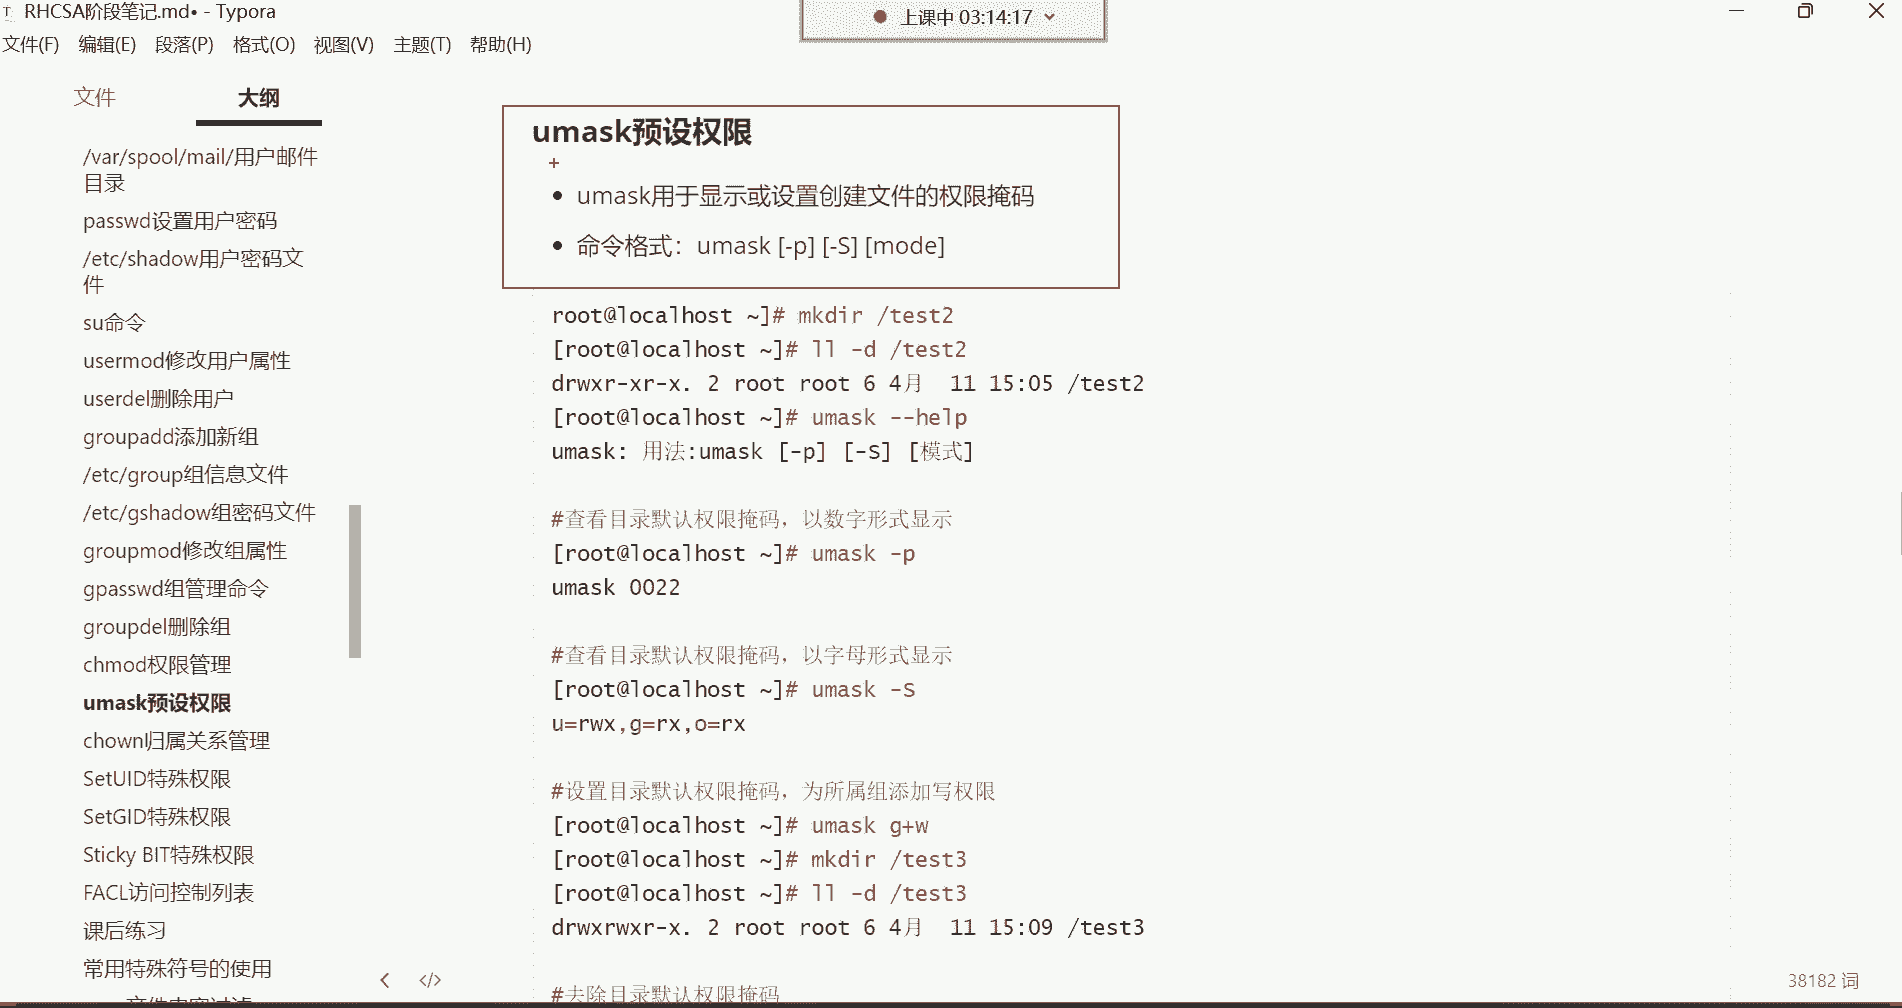 RHCSA阶段笔记.md• - Typora
上课中 03:14:17
文件(F) 编辑(E) 段落(P) 格式(O) 视图(V) 主题(T) 帮助(H)
文件 大纲
/var/spool/mail/用户邮件
目录
passwd设置用户密码
/etc/shadow用户密码文
件
su命令
usermod修改用户属性
userdel删除用户
groupadd添加新组
/etc/group组信息文件
/etc/gshadow组密码文件
groupmod修改组属性
gpasswd组管理命令
groupdel删除组
chmod权限管理
umask预设权限
chown归属关系管理
SetUID特殊权限
SetGID特殊权限
Sticky BIT特殊权限
FACL访问控制列表
课后练习
常用特殊符号的使用
umask预设权限
+
• umask用于显示或设置创建文件的权限掩码
• 命令格式：umask [-p] [-S] [mode]
root@localhost ~]# mkdir /test2
[root@localhost ~]# ll -d /test2
drwxr-xr-x. 2 root root 6 4月 11 15:05 /test2
[root@localhost ~]# umask --help
umask: 用法:umask [-p] [-S] [模式]
#查看目录默认权限掩码，以数字形式显示
[root@localhost ~]# umask -p
umask 0022
#查看目录默认权限掩码，以字母形式显示
[root@localhost ~]# umask -S
u=rwx,g=rx,o=rx
#设置目录默认权限掩码，为所属组添加写权限
[root@localhost ~]# umask g+w
[root@localhost ~]# mkdir /test3
[root@localhost ~]# ll -d /test3
drwxrwxr-x. 2 root root 6 4月 11 15:09 /test3
#去除目录默认权限掩码
</> 38182 词